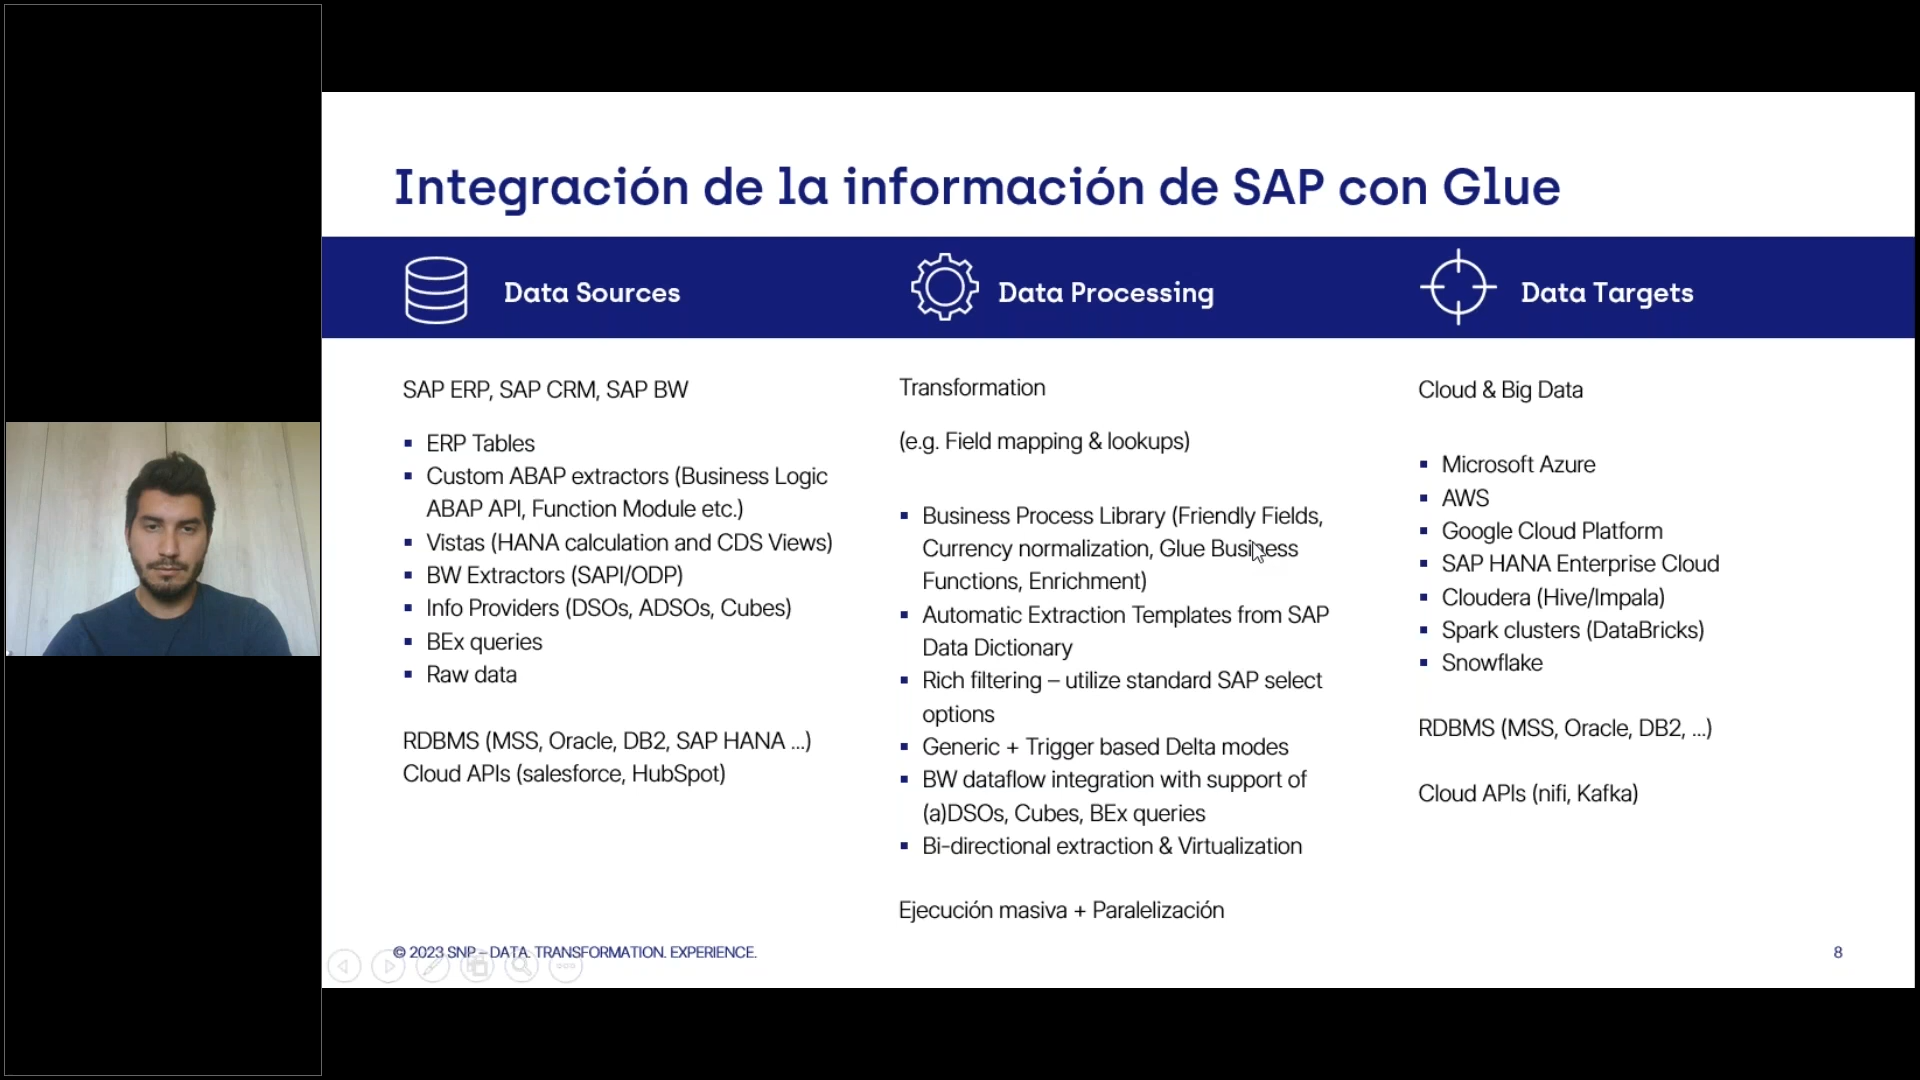 Integración de la información de SAP con Glue
Data Sources
Data Processing
Data Targets
SAP ERP, SAP CRM, SAP BW
▪ ERP Tables
▪ Custom ABAP extractors (Business Logic
ABAP API, Function Module etc.)
▪ Vistas (HANA calculation and CDS Views)
▪ BW Extractors (SAPI/ODP)
▪ Info Providers (DSOs, ADSOs, Cubes)
▪ BEx queries
▪ Raw data
RDBMS (MSS, Oracle, DB2, SAP HANA ...)
Cloud APIs (salesforce, HubSpot)
Transformation
(e.g. Field mapping & lookups)
▪ Business Process Library (Friendly Fields,
Currency normalization, Glue Business
Functions, Enrichment)
▪ Automatic Extraction Templates from SAP
Data Dictionary
▪ Rich filtering – utilize standard SAP select
options
▪ Generic + Trigger based Delta modes
▪ BW dataflow integration with support of
(a)DSOs, Cubes, BEx queries
▪ Bi-directional extraction & Virtualization
Ejecución masiva + Paralelización
Cloud & Big Data
▪ Microsoft Azure
▪ AWS
▪ Google Cloud Platform
▪ SAP HANA Enterprise Cloud
▪ Cloudera (Hive/Impala)
▪ Spark clusters (DataBricks)
▪ Snowflake
RDBMS (MSS, Oracle, DB2, ...)
Cloud APIs (nifi, Kafka)
© 2023 SNP – DATA. TRANSFORMATION. EXPERIENCE.
8